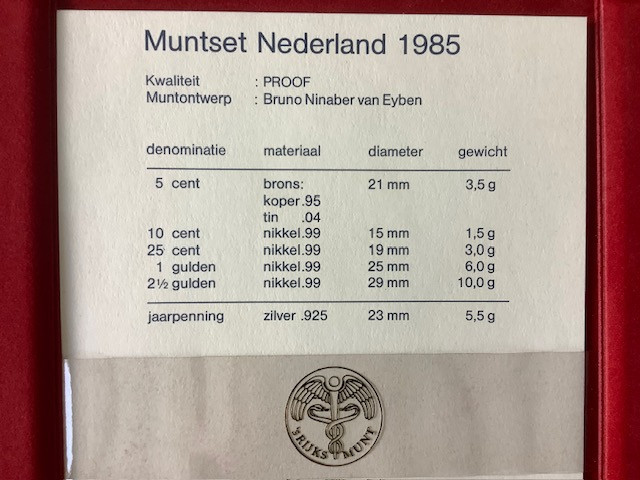 Muntset Nederland 1985
Kwaliteit : PROOF
Muntontwerp : Bruno Ninaber van Eyben
denominatie materiaal diameter gewicht
5 cent brons: 21 mm 3,5 g
koper .95
tin .04
10 cent nikkel .99 15 mm 1,5 g
25 cent nikkel .99 19 mm 3,0 g
1 gulden nikkel .99 25 mm 6,0 g
2½ gulden nikkel .99 29 mm 10,0 g
jaarpenning zilver .925 23 mm 5,5 g
'S RIJKS MUNT